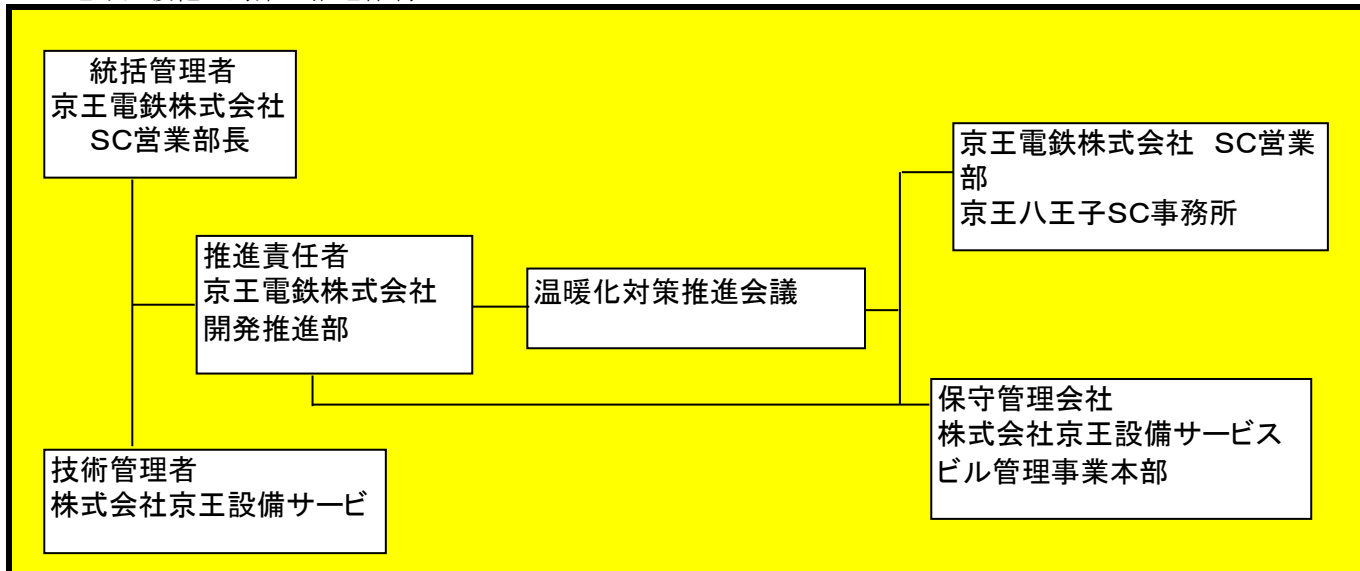 統括管理者
京王電鉄株式会社
SC営業部長
推進責任者
京王電鉄株式会社
開発推進部
温暖化対策推進会議
京王電鉄株式会社　SC営業
部
京王八王子SC事務所
保守管理会社
株式会社京王設備サービス
ビル管理事業本部
技術管理者
株式会社京王設備サービ